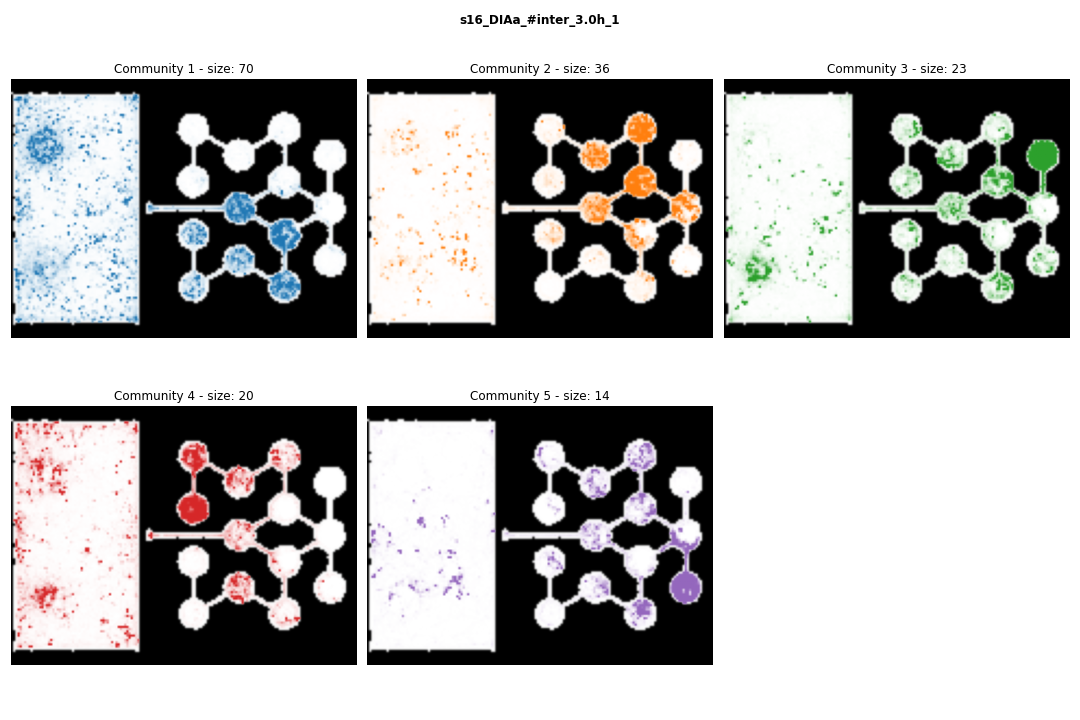 s16_DIAa_#inter_3.0h_1
Community 1 - size: 70
Community 2 - size: 36
Community 3 - size: 23
Community 4 - size: 20
Community 5 - size: 14